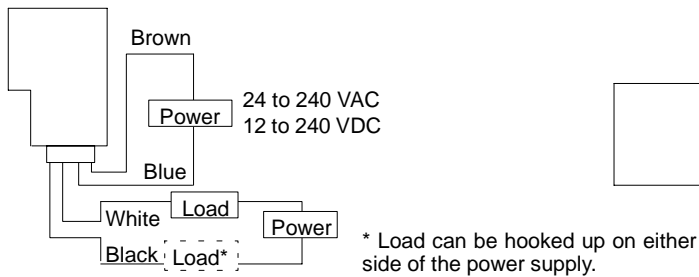 Brown
24 to 240 VAC
Power
12 to 240 VDC
Blue
Load
White
Power
Black
Load*
* Load can be hooked up on either
side of the power supply.